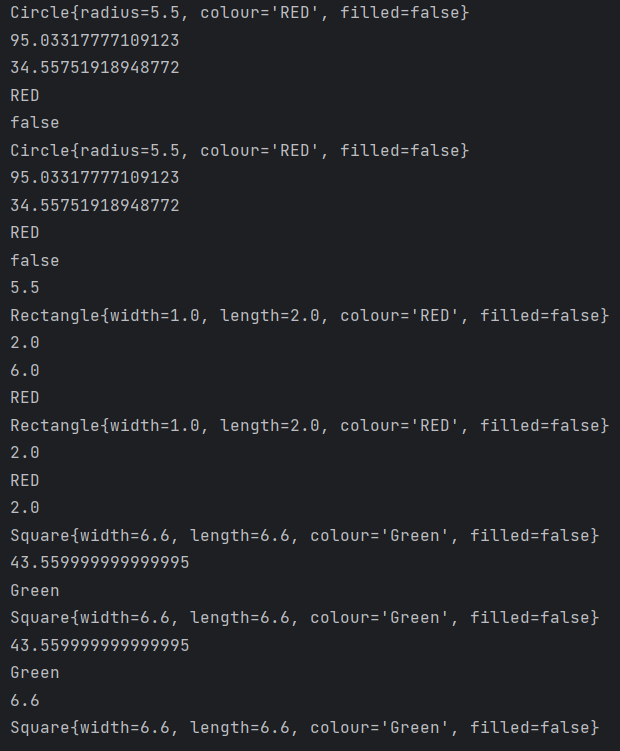 Circle{radius=5.5, colour='RED', filled=false}
95.03317777109123
34.55751918948772
RED
false
Circle{radius=5.5, colour='RED', filled=false}
95.03317777109123
34.55751918948772
RED
false
5.5
Rectangle{width=1.0, length=2.0, colour='RED', filled=false}
2.0
6.0
RED
Rectangle{width=1.0, length=2.0, colour='RED', filled=false}
2.0
RED
2.0
Square{width=6.6, length=6.6, colour='Green', filled=false}
43.559999999999995
Green
Square{width=6.6, length=6.6, colour='Green', filled=false}
43.559999999999995
Green
6.6
Square{width=6.6, length=6.6, colour='Green', filled=false}